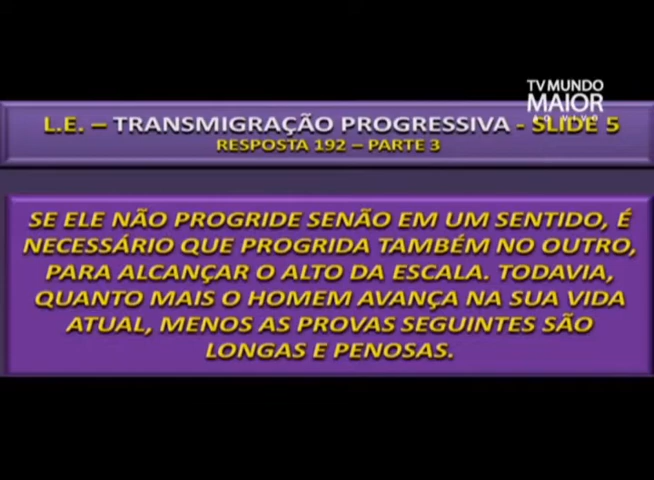 TV MUNDO
MAIOR
AO VIVO
L.E. – TRANSMIGRAÇÃO PROGRESSIVA - SLIDE 5
RESPOSTA 192 – PARTE 3
SE ELE NÃO PROGRIDE SENÃO EM UM SENTIDO, É
NECESSÁRIO QUE PROGRIDA TAMBÉM NO OUTRO,
PARA ALCANÇAR O ALTO DA ESCALA. TODAVIA,
QUANTO MAIS O HOMEM AVANÇA NA SUA VIDA
ATUAL, MENOS AS PROVAS SEGUINTES SÃO
LONGAS E PENOSAS.